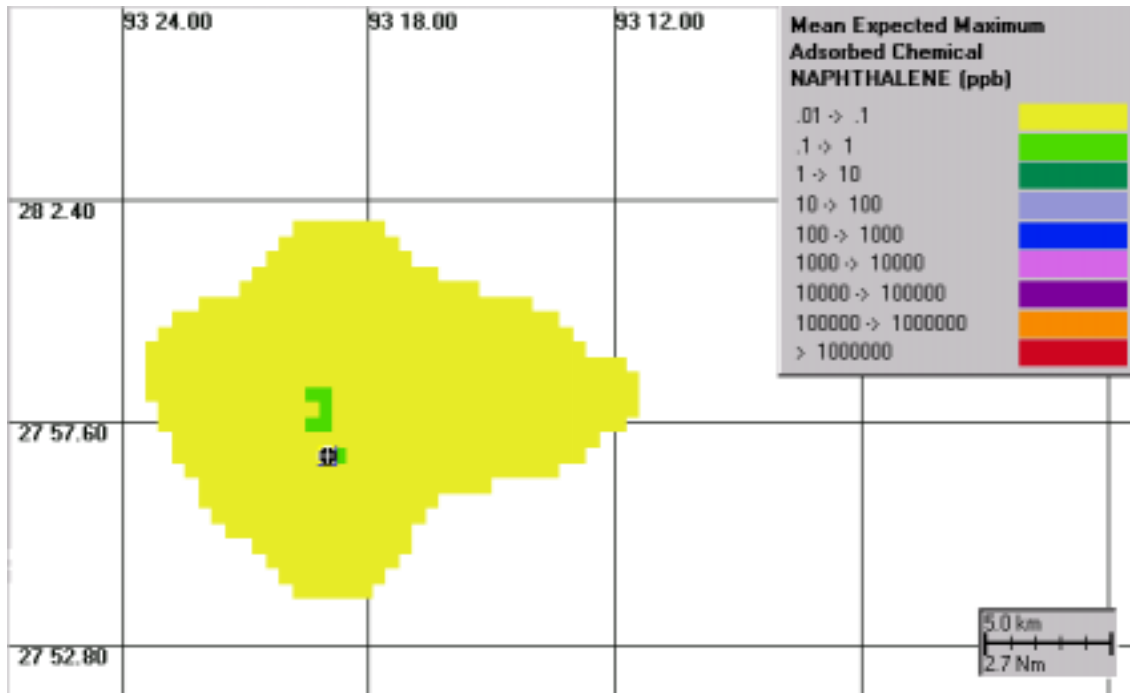 93 24.00
93 18.00
93 12.00
Mean Expected Maximum
Adsorbed Chemical
NAPHTHALENE (ppb)
.01 -> .1
.1 -> 1
1 -> 10
10 -> 100
100 -> 1000
1000 -> 10000
10000 -> 100000
100000 -> 1000000
> 1000000
28 2.40
27 57.60
27 52.80
5.0 km
2.7 Nm